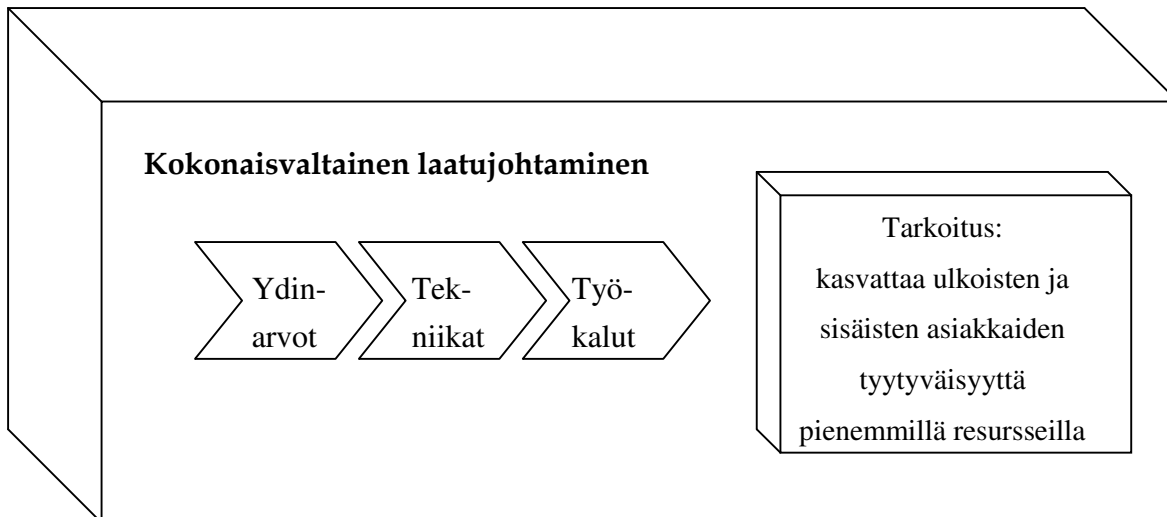 Kokonaisvaltainen laatujohtaminen
Ydin-
arvot
Tek-
niikat
Työ-
kalut
Tarkoitus:
kasvattaa ulkoisten ja
sisäisten asiakkaiden
tyytyväisyyttä
pienemmillä resursseilla